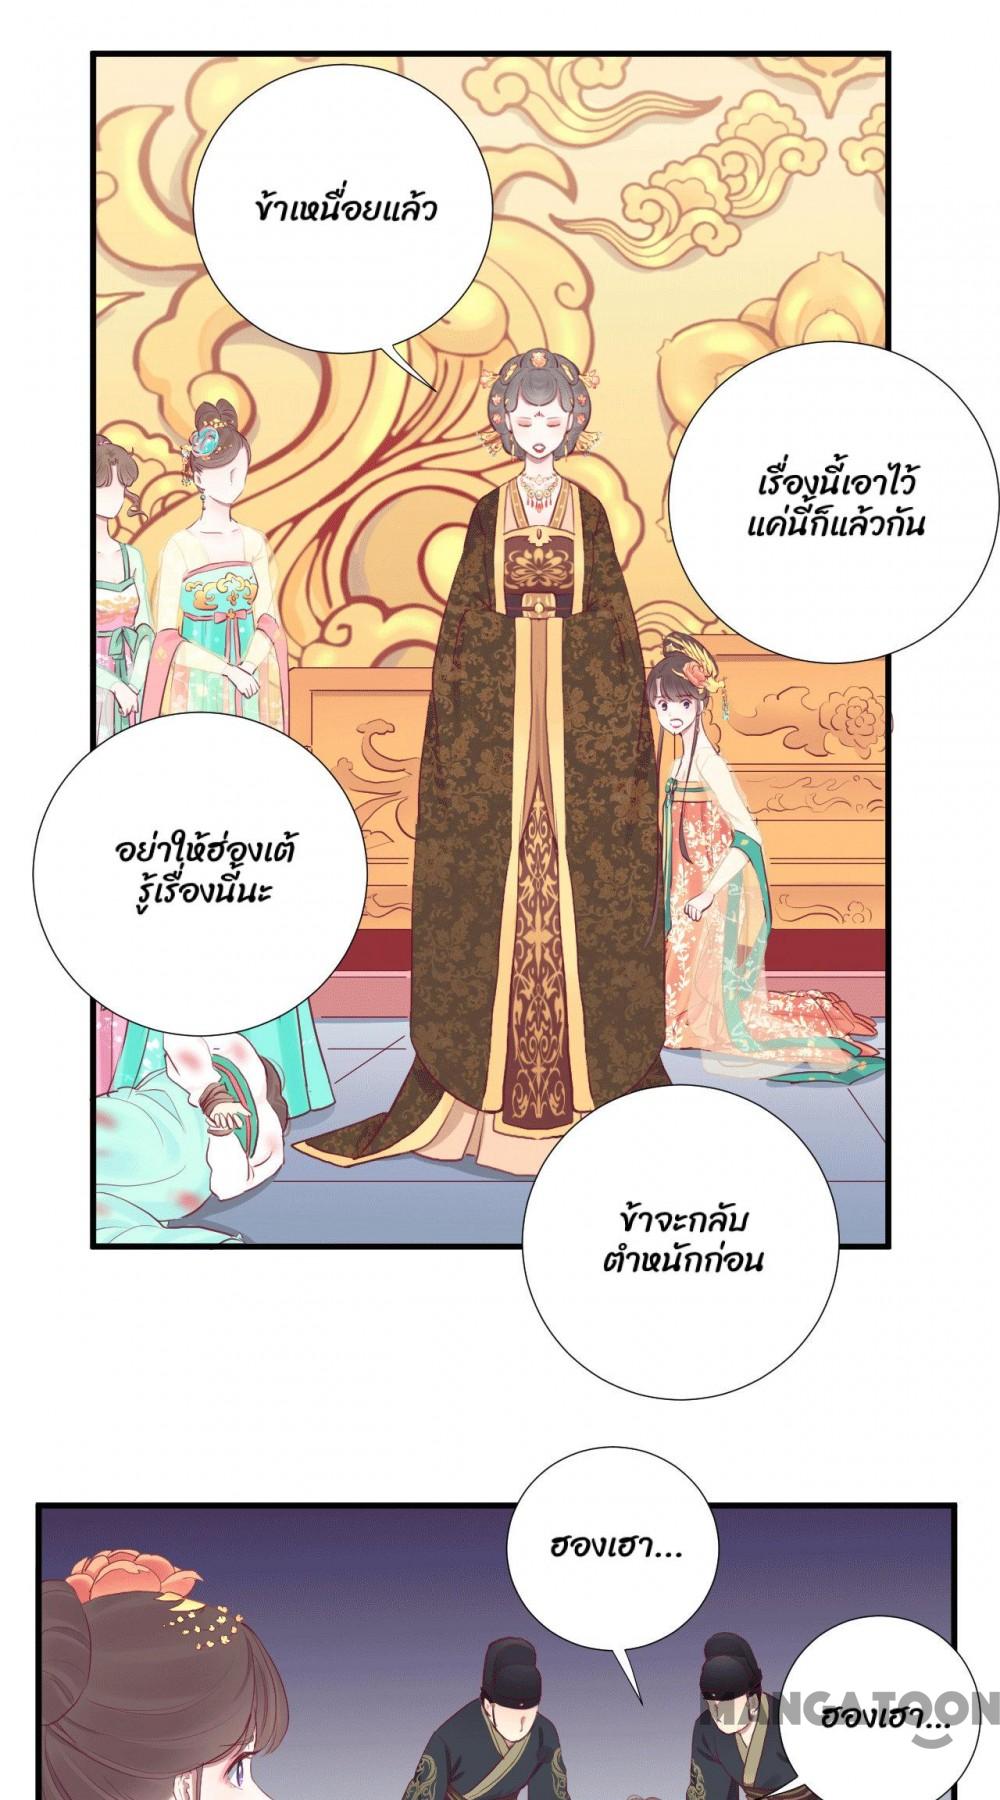 ข้าเหนื่อยแล้ว
เรื่องนี้เอาไว้
แค่นี้ก็แล้วกัน
อย่าให้ฮ่องเต้
รู้เรื่องนี้นะ
ข้าจะกลับ
ตำหนักก่อน
ฮองเฮา...
ฮองเฮา...
MANGATOON